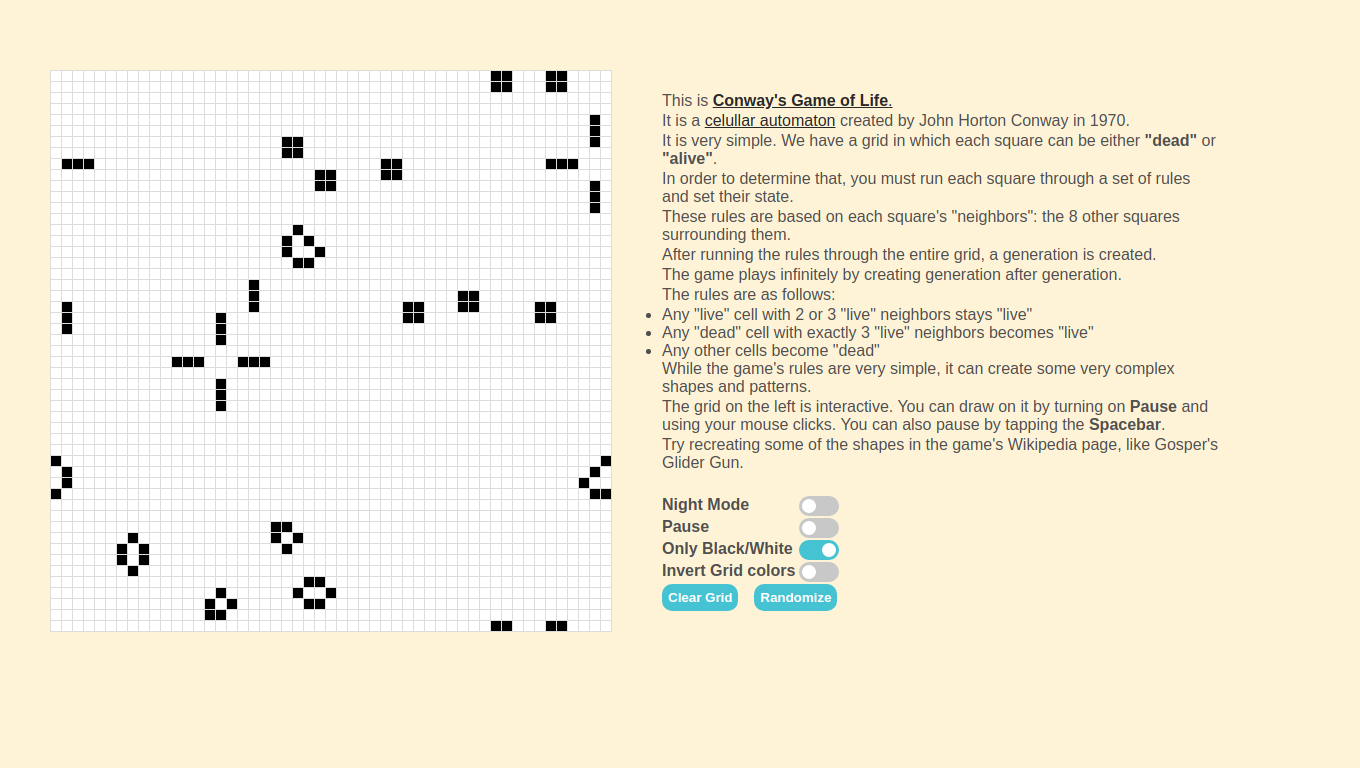 This is Conway's Game of Life.
It is a celullar automaton created by John Horton Conway in 1970.
It is very simple. We have a grid in which each square can be either "dead" or
"alive".
In order to determine that, you must run each square through a set of rules
and set their state.
These rules are based on each square's "neighbors": the 8 other squares
surrounding them.
After running the rules through the entire grid, a generation is created.
The game plays infinitely by creating generation after generation.
The rules are as follows:
Any "live" cell with 2 or 3 "live" neighbors stays "live"
Any "dead" cell with exactly 3 "live" neighbors becomes "live"
Any other cells become "dead"
While the game's rules are very simple, it can create some very complex
shapes and patterns.
The grid on the left is interactive. You can draw on it by turning on Pause and
using your mouse clicks. You can also pause by tapping the Spacebar.
Try recreating some of the shapes in the game's Wikipedia page, like Gosper's
Glider Gun.
Night Mode
Pause
Only Black/White
Invert Grid colors
Clear Grid Randomize